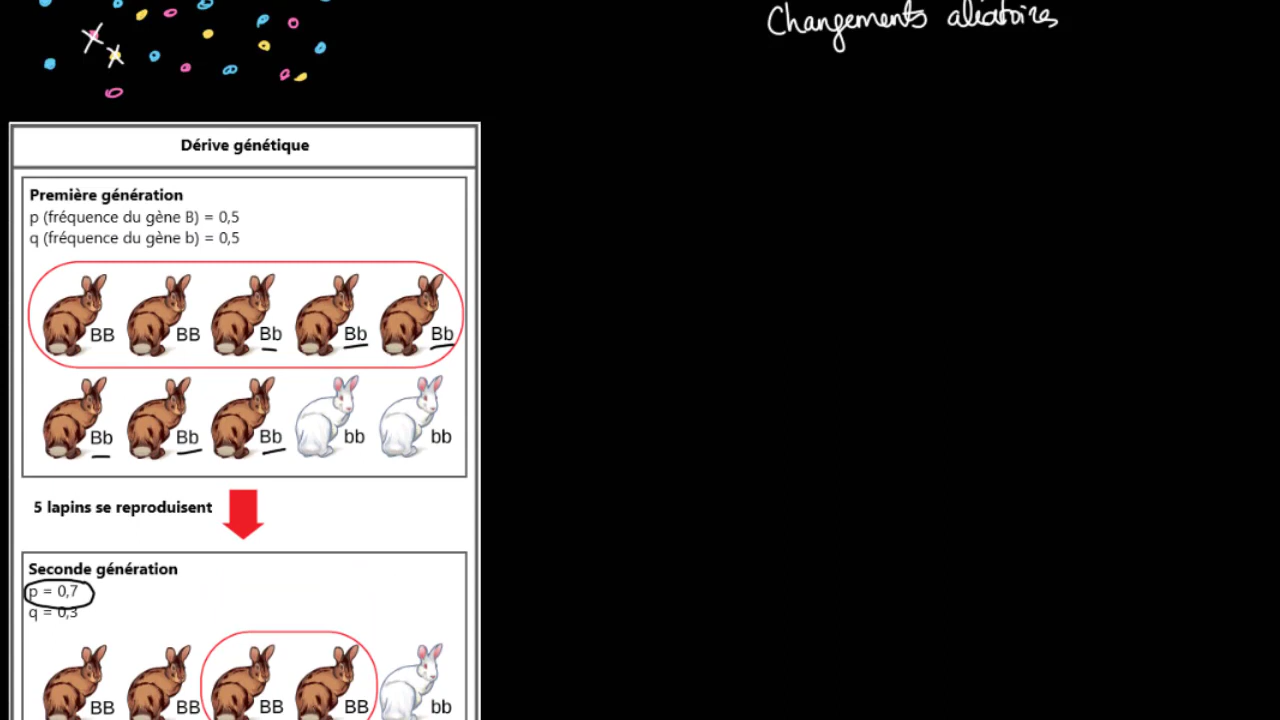 Changements aléatoires
Dérive génétique
Première génération
p (fréquence du gène B) = 0,5
q (fréquence du gène b) = 0,5
BB BB Bb Bb Bb
Bb Bb Bb bb bb
5 lapins se reproduisent
Seconde génération
p = 0,7
q = 0,3
BB BB BB BB bb